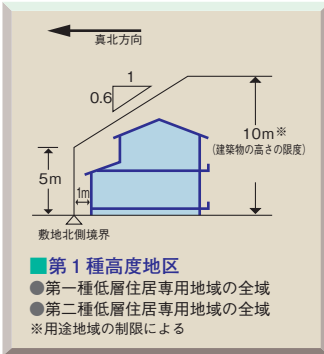 真北方向
1
0.6
10m※
(建築物の高さの限度)
5m
1m
敷地北側境界
■第1種高度地区
●第一種低層住居専用地域の全域
●第二種低層住居専用地域の全域
※用途地域の制限による